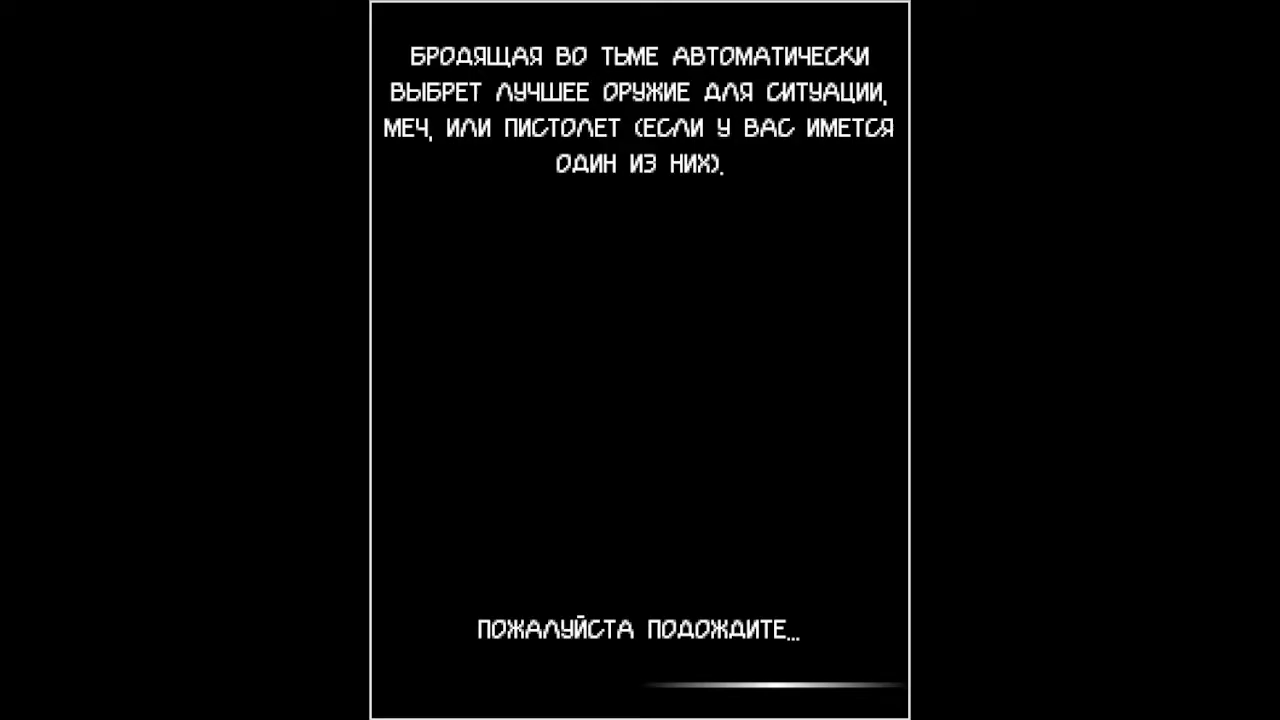 БРОДЯЩАЯ ВО ТЬМЕ АВТОМАТИЧЕСКИ
ВЫБРЕТ ЛУЧШЕЕ ОРУЖИЕ ДЛЯ СИТУАЦИИ,
МЕЧ, ИЛИ ПИСТОЛЕТ (ЕСЛИ У ВАС ИМЕТСЯ
ОДИН ИЗ НИХ).
ПОЖАЛУЙСТА ПОДОЖДИТЕ...